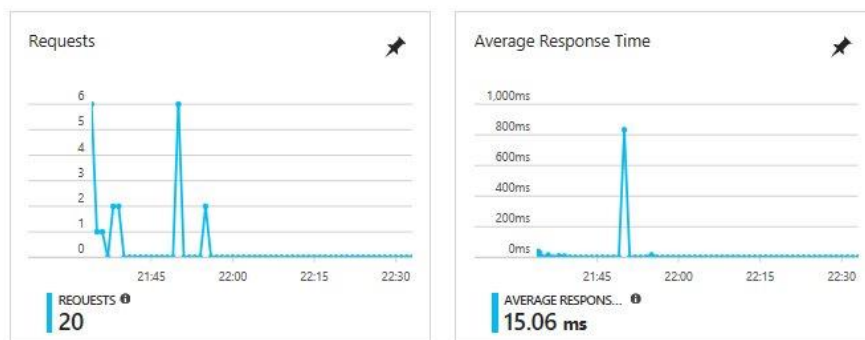 Requests
6
5
4
3
2
1
0
21:45 22:00 22:15 22:30
REQUESTS
20
Average Response Time
1,000ms
800ms
600ms
400ms
200ms
0ms
21:45 22:00 22:15 22:30
AVERAGE RESPONS...
15.06 ms